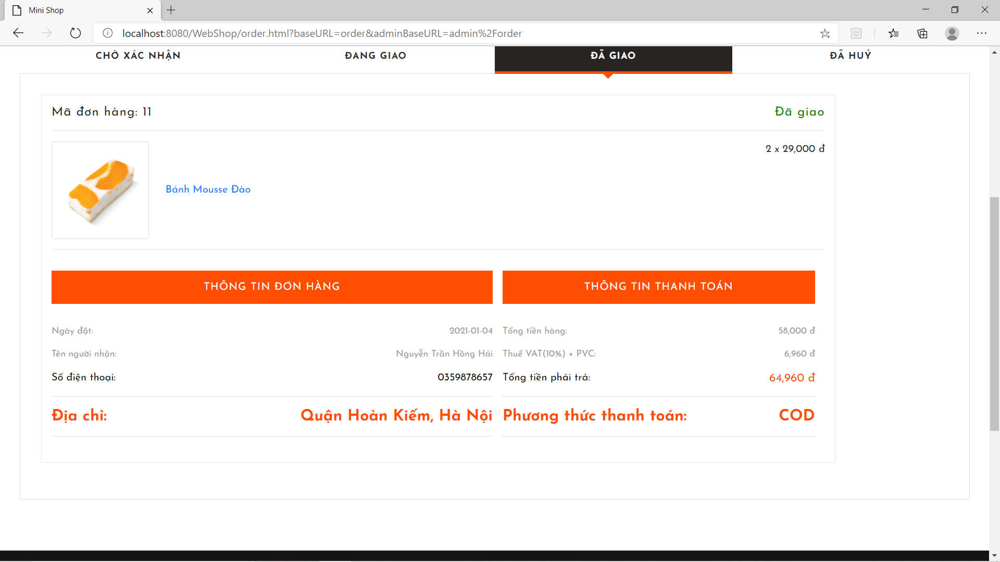 Mini Shop
localhost:8080/WebShop/order.html?baseURL=order&adminBaseURL=admin%2Forder
CHỜ XÁC NHẬN ĐANG GIAO ĐÃ GIAO ĐÃ HUỶ
Mã đơn hàng: 11 Đã giao
2 x 29,000 đ
Bánh Mousse Đào
THÔNG TIN ĐƠN HÀNG THÔNG TIN THANH TOÁN
Ngày đặt: 2021-01-04 Tổng tiền hàng: 58,000 đ
Tên người nhận: Nguyễn Trần Hồng Hải Thuế VAT(10%) + PVC: 6,960 đ
Số điện thoại: 0359878657 Tổng tiền phải trả: 64,960 đ
Địa chỉ: Quận Hoàn Kiếm, Hà Nội Phương thức thanh toán: COD